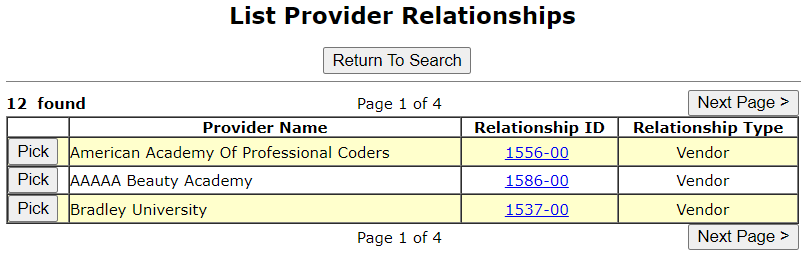 List Provider Relationships
Return To Search
12 found Page 1 of 4 Next Page >
Provider Name Relationship ID Relationship Type
Pick American Academy Of Professional Coders 1556-00 Vendor
Pick AAAAA Beauty Academy 1586-00 Vendor
Pick Bradley University 1537-00 Vendor
Page 1 of 4 Next Page >